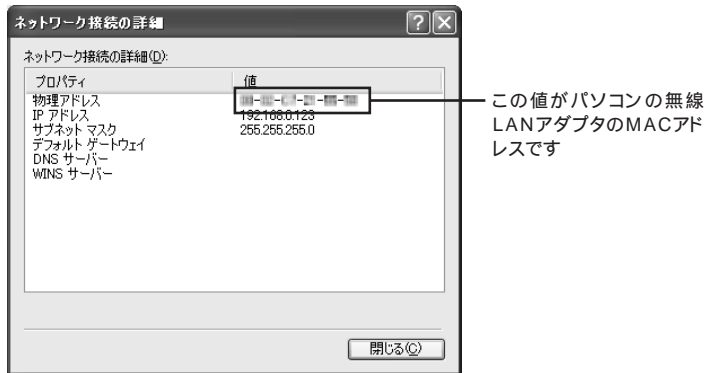 ネットワーク接続の詳細
ネットワーク接続の詳細(D):
プロパティ 値
物理アドレス
IP アドレス 192.168.0.123
サブネット マスク 255.255.255.0
デフォルト ゲートウェイ
DNS サーバー
WINS サーバー
閉じる(C)
この値がパソコンの無線
LANアダプタのMACアド
レスです